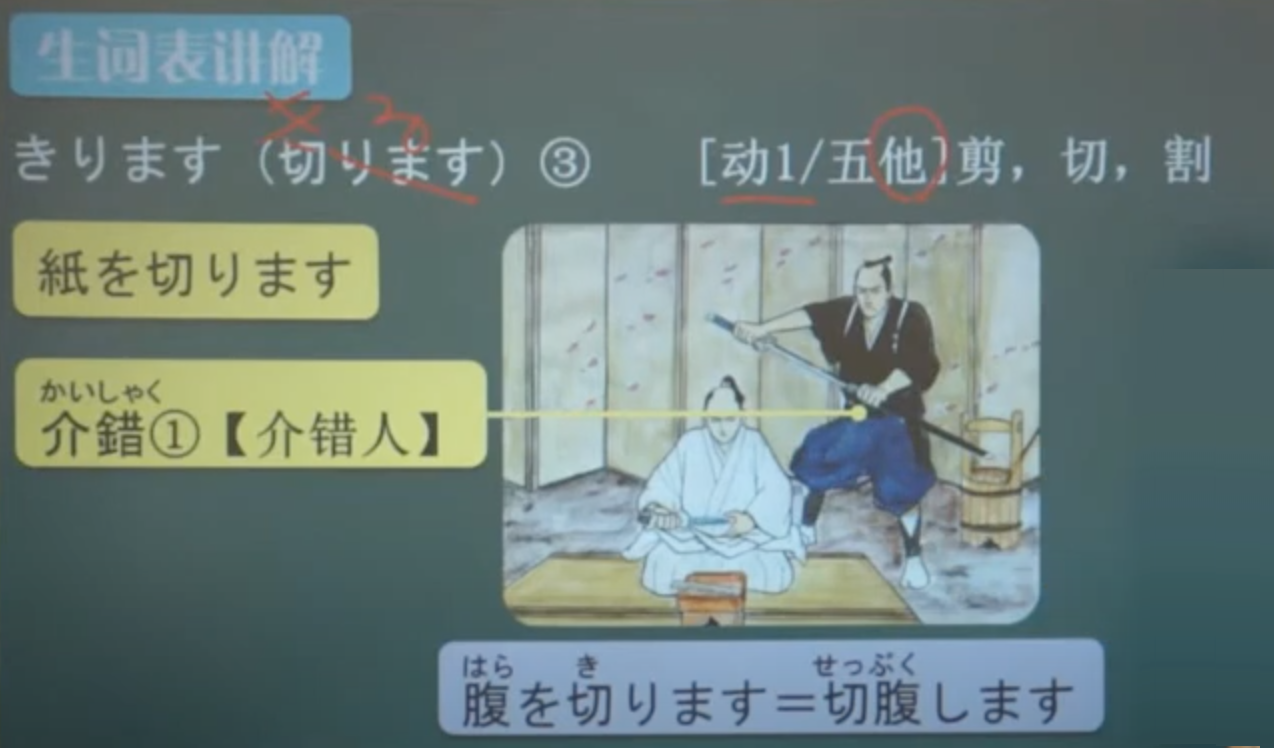 生词表讲解
きります（切ります）③ [动1/五他]剪，切，割
る
紙を切ります
かいしゃく
介錯①【介错人】
はら き せっぷく
腹を切ります＝切腹します